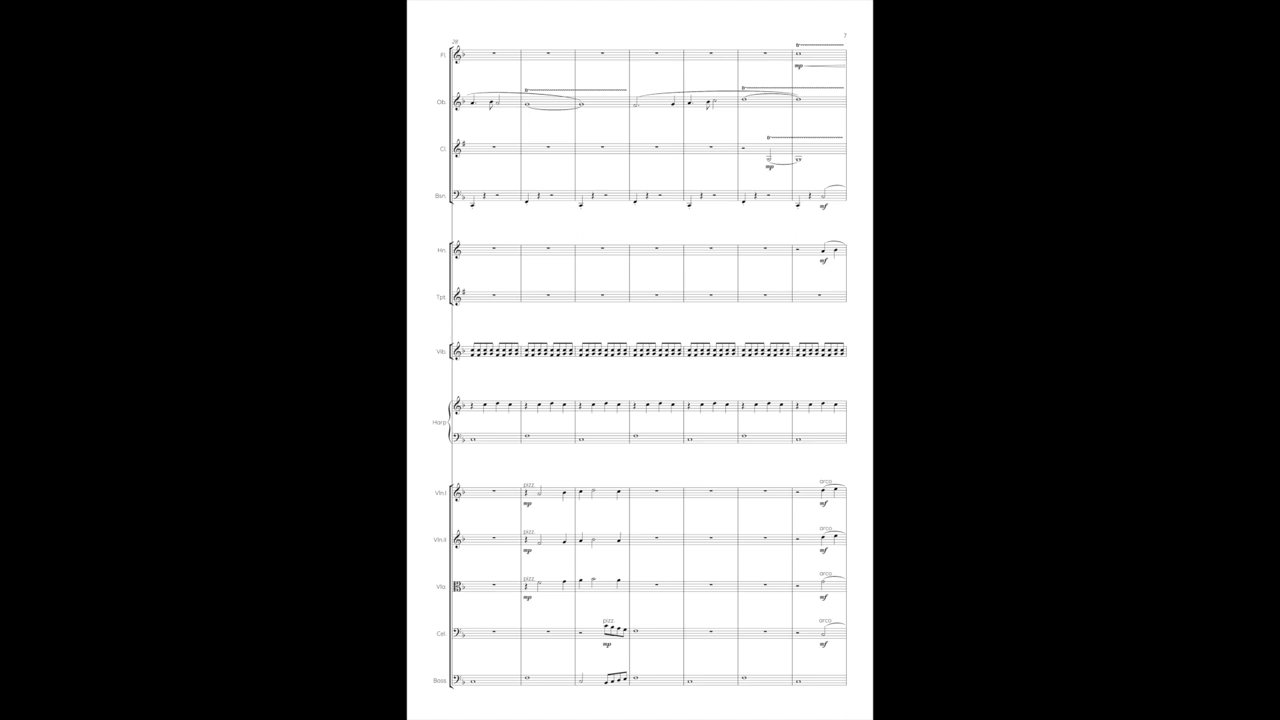 7
28
Fl.
mp
Ob.
Cl.
mp
Bsn.
mf
Hn.
mf
Tpt.
Vib.
Harp
pizz. arco
Vln.I
mp mf
pizz. arco
Vln.II
mp mf
pizz. arco
Vla.
mp mf
pizz. arco
Cel.
mp mf
Bass